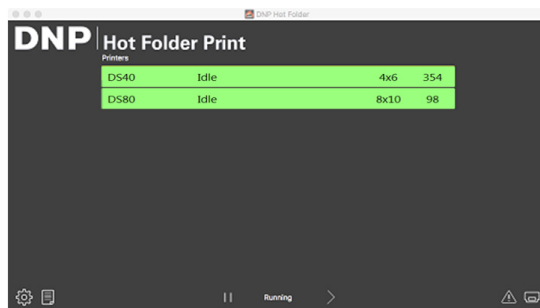 DNP Hot Folder
DNP Hot Folder Print
Printers
DS40 Idle 4x6 354
DS80 Idle 8x10 98
Running